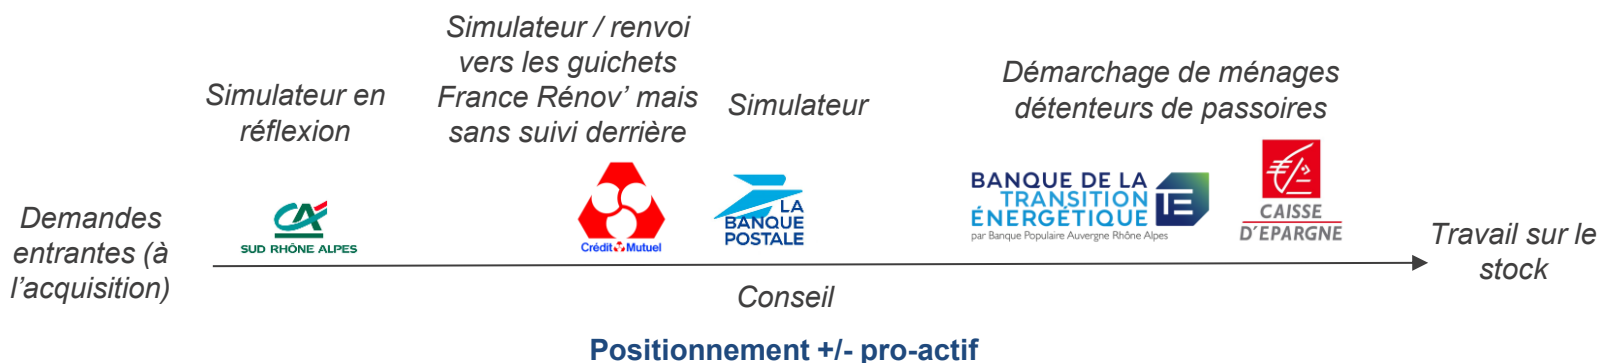 Simulateur en
réflexion
Simulateur / renvoi
vers les guichets
France Rénov’ mais
sans suivi derrière
Simulateur
Démarchage de ménages
détenteurs de passoires
Demandes
entrantes (à
l’acquisition)
CA
SUD RHÔNE ALPES
Crédit Mutuel
LA
BANQUE
POSTALE
BANQUE DE LA
TRANSITION
ÉNERGÉTIQUE
par Banque Populaire Auvergne Rhône Alpes
TE
CAISSE
D'EPARGNE
Travail sur le
stock
Conseil
Positionnement +/- pro-actif